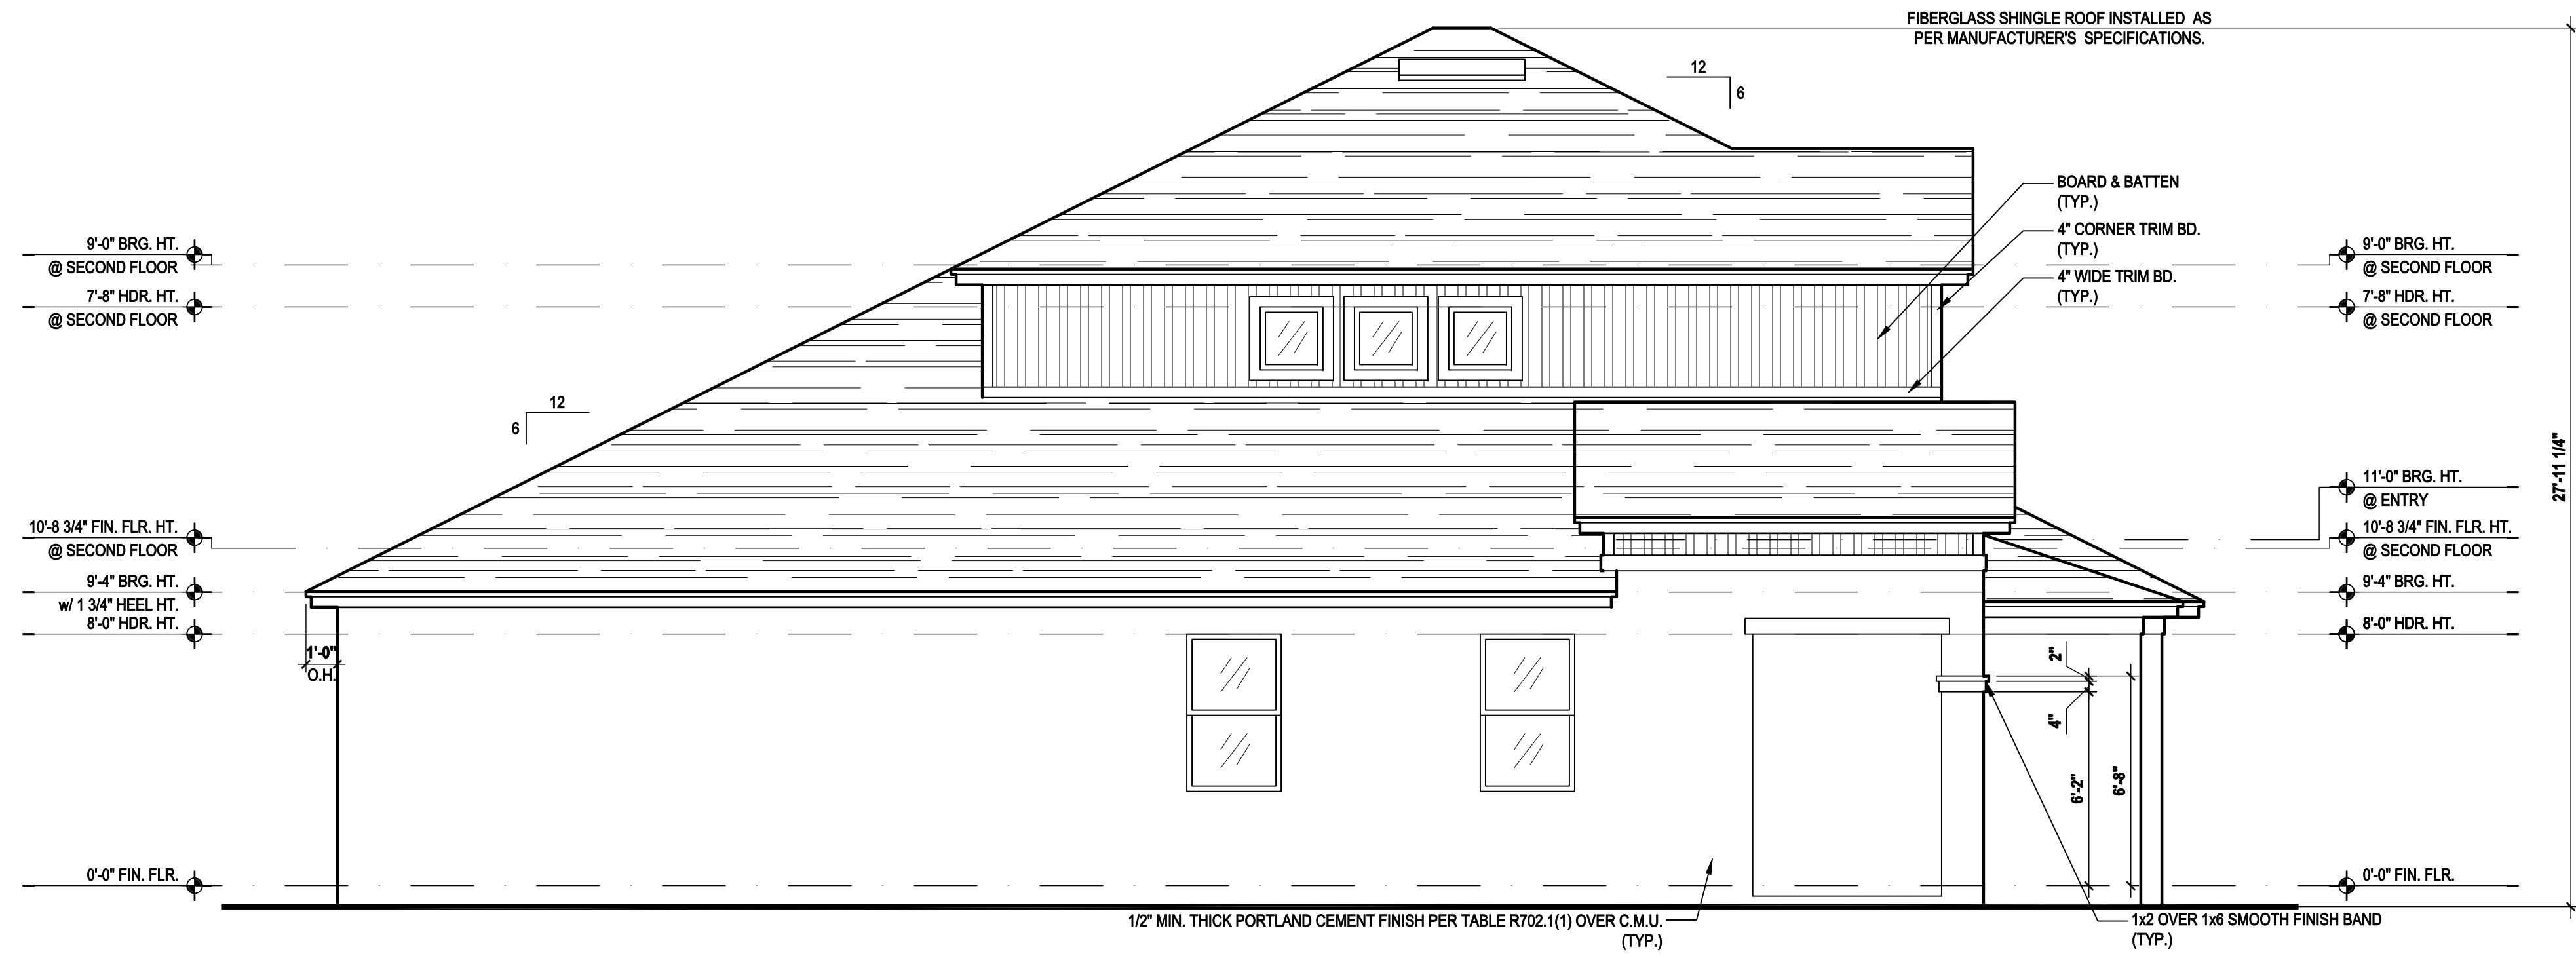 FIBERGLASS SHINGLE ROOF INSTALLED AS
PER MANUFACTURER'S SPECIFICATIONS.
12
6
BOARD & BATTEN
(TYP.)
4" CORNER TRIM BD.
(TYP.)
4" WIDE TRIM BD.
(TYP.)
9'-0" BRG. HT.
@ SECOND FLOOR
7'-8" HDR. HT.
@ SECOND FLOOR
9'-0" BRG. HT.
@ SECOND FLOOR
7'-8" HDR. HT.
@ SECOND FLOOR
12
6
27'-11 1/4"
10'-8 3/4" FIN. FLR. HT.
@ SECOND FLOOR
9'-4" BRG. HT.
w/ 1 3/4" HEEL HT.
8'-0" HDR. HT.
11'-0" BRG. HT.
@ ENTRY
10'-8 3/4" FIN. FLR. HT.
@ SECOND FLOOR
9'-4" BRG. HT.
8'-0" HDR. HT.
1'-0"
O.H.
2"
4"
6'-2"
6'-8"
0'-0" FIN. FLR.
0'-0" FIN. FLR.
1/2" MIN. THICK PORTLAND CEMENT FINISH PER TABLE R702.1(1) OVER C.M.U.
(TYP.)
1x2 OVER 1x6 SMOOTH FINISH BAND
(TYP.)